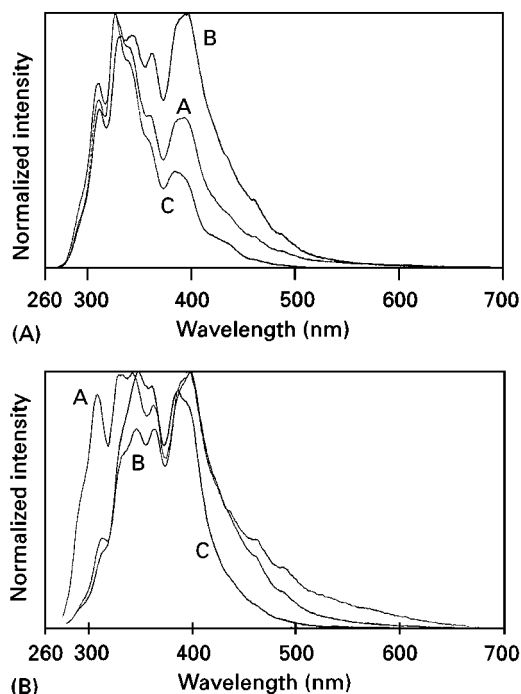 Normalized intensity
B
A
C
260 300 400 500 600 700
Wavelength (nm)
(A)
Normalized intensity
A
B
C
260 300 400 500 600 700
Wavelength (nm)
(B)